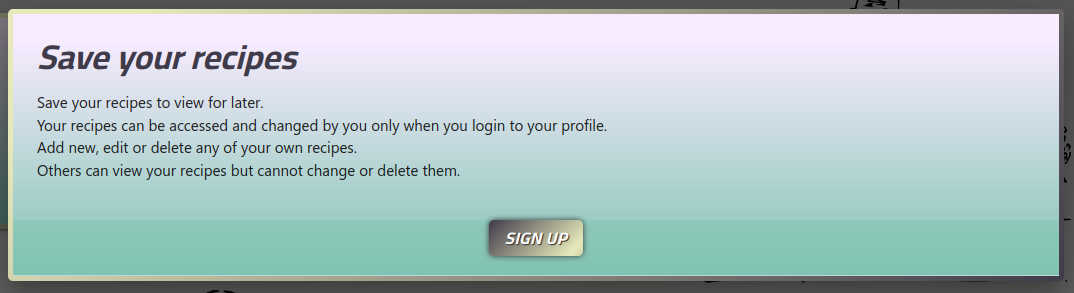 Save your recipes
Save your recipes to view for later.
Your recipes can be accessed and changed by you only when you login to your profile.
Add new, edit or delete any of your own recipes.
Others can view your recipes but cannot change or delete them.
SIGN UP